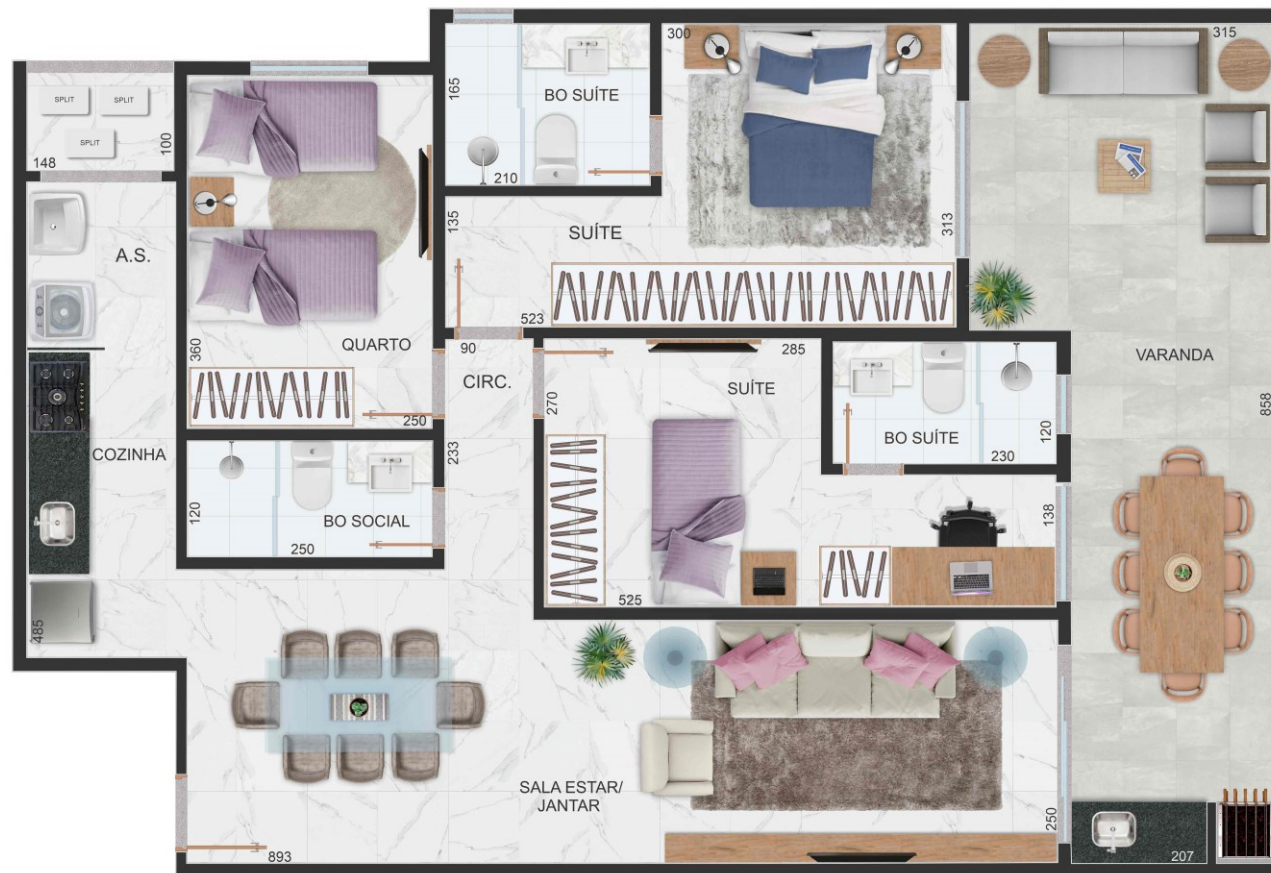 300
315
165
BO SUÍTE
SPLIT
SPLIT
SPLIT
100
148
210
135
SUÍTE
313
A.S.
523
360
QUARTO
90
285
VARANDA
CIRC.
SUÍTE
270
858
250
BO SUÍTE
120
COZINHA
233
230
120
BO SOCIAL
138
250
525
485
SALA ESTAR/
JANTAR
250
893
207